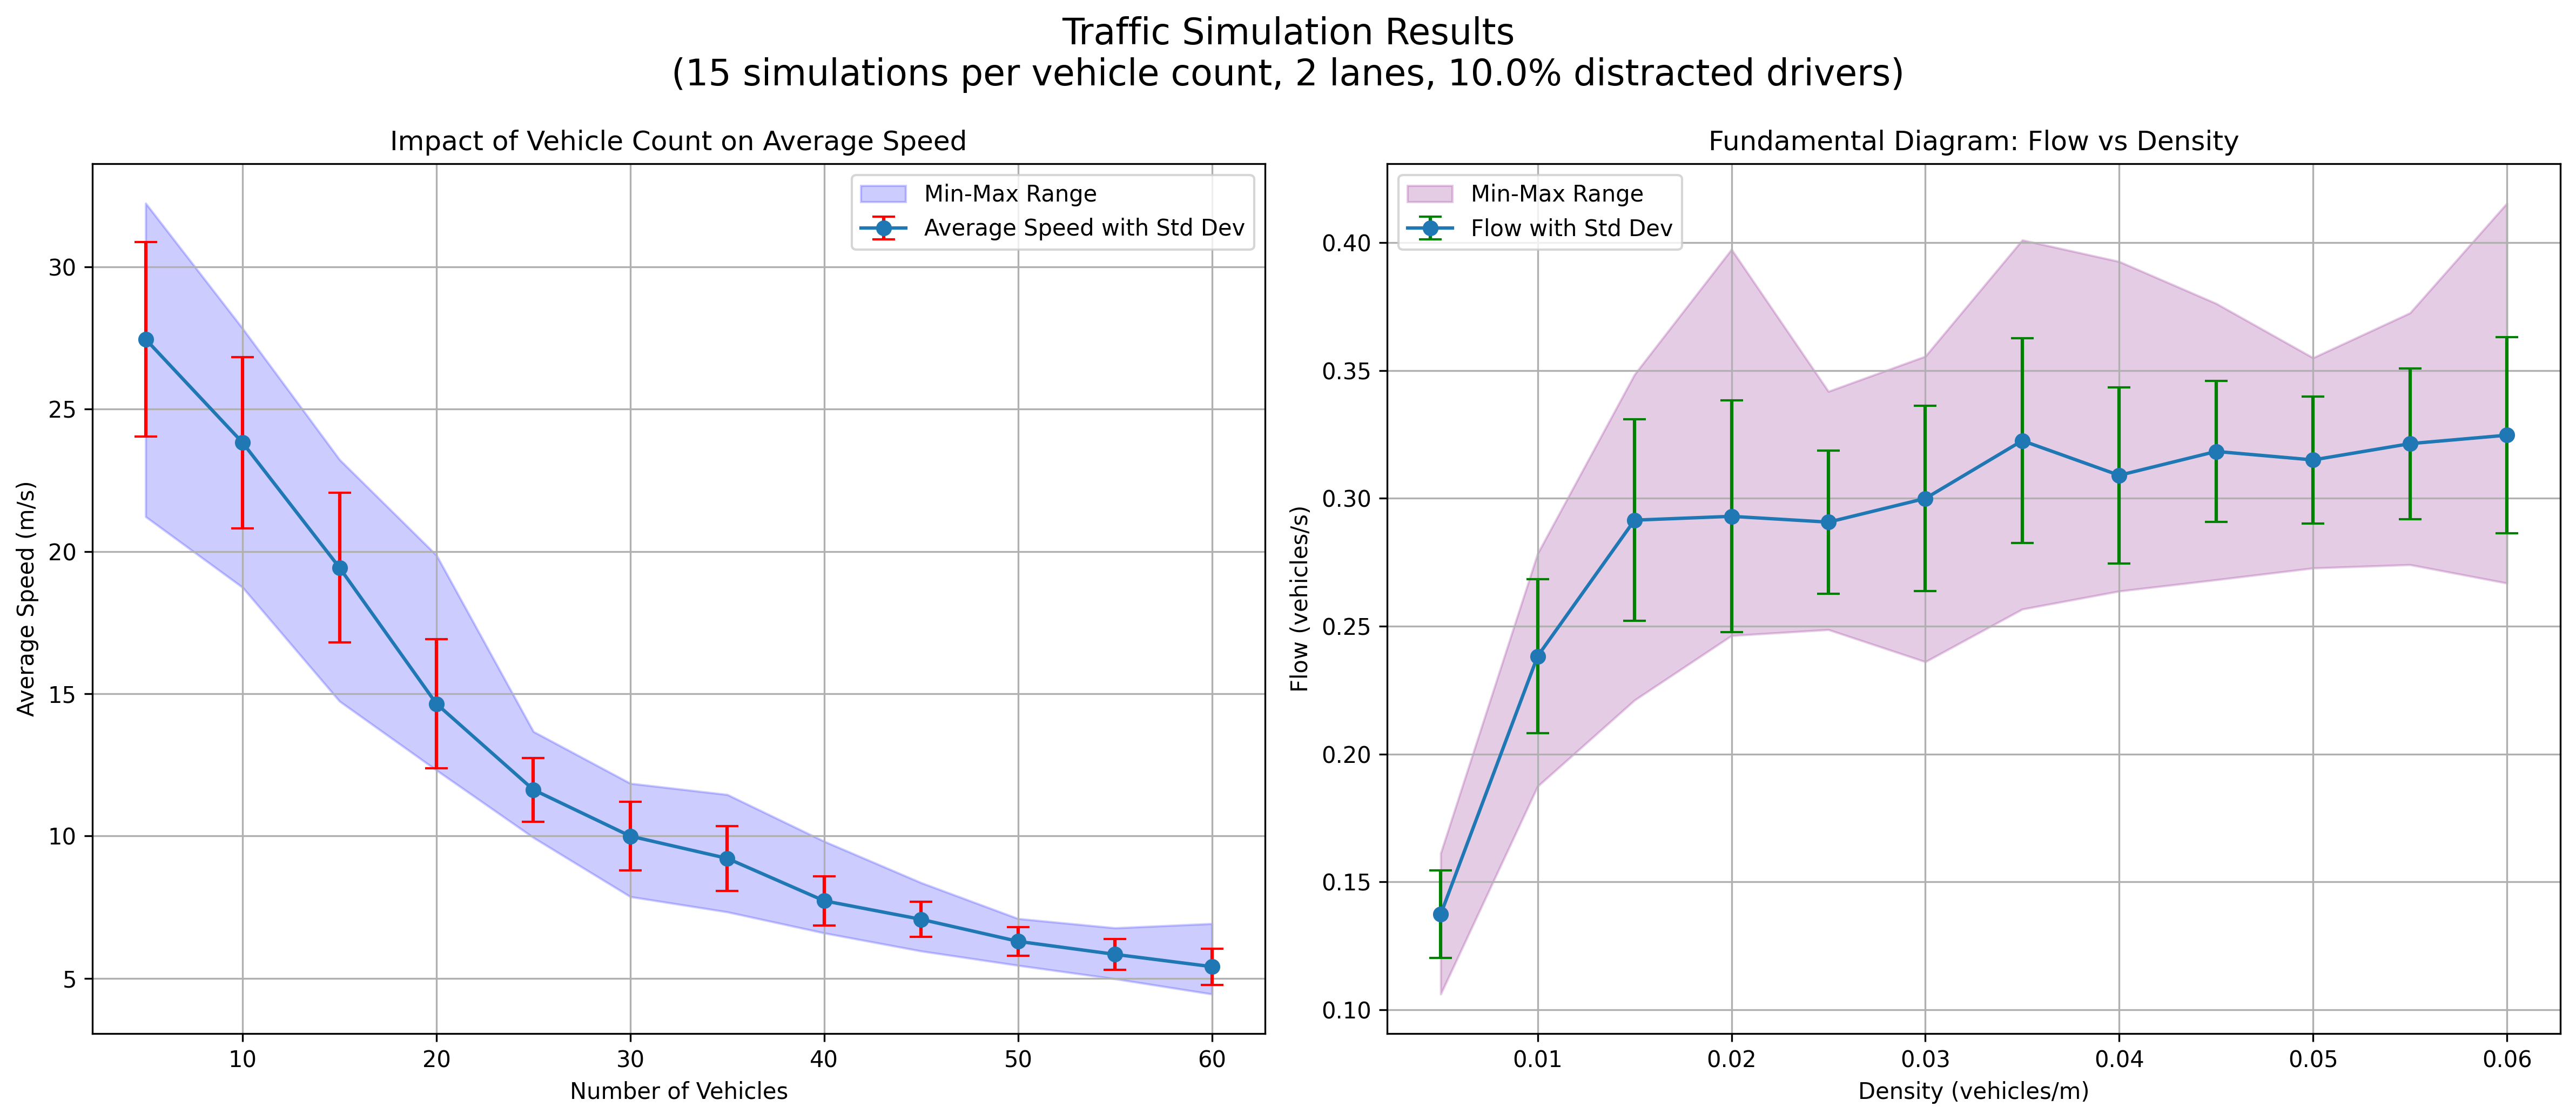 Traffic Simulation Results
(15 simulations per vehicle count, 2 lanes, 10.0% distracted drivers)
Impact of Vehicle Count on Average Speed
Min-Max Range
Average Speed with Std Dev
30
25
20
15
10
5
Average Speed (m/s)
10 20 30 40 50 60
Number of Vehicles
Fundamental Diagram: Flow vs Density
Min-Max Range
Flow with Std Dev
0.40
0.35
0.30
0.25
0.20
0.15
0.10
Flow (vehicles/s)
0.01 0.02 0.03 0.04 0.05 0.06
Density (vehicles/m)